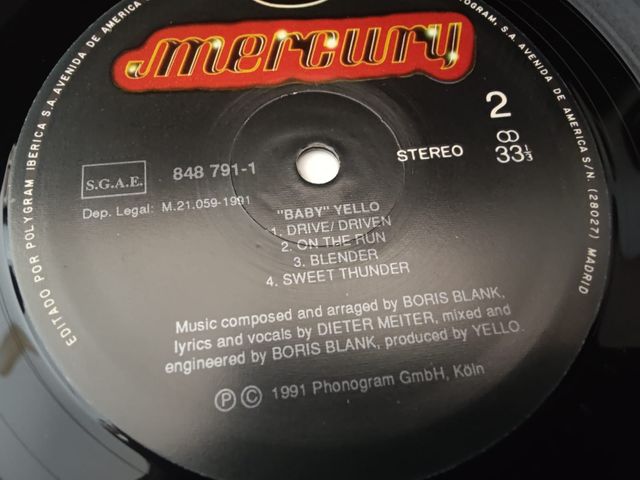 mercury
EDITADO POR POLYGRAM IBERICA S.A. AVENIDA DE AMERICA
OGRAM, S.A. AVENIDA DE AMERICA S/N. (28027) MADRID
2
STEREO
33⅓
S.G.A.E.
848 791-1
Dep. Legal: M.21.059-1991
"BABY" YELLO
1. DRIVE/ DRIVEN
2. ON THE RUN
3. BLENDER
4. SWEET THUNDER
Music composed and arraged by BORIS BLANK,
lyrics and vocals by DIETER MEITER, mixed and
engineered by BORIS BLANK, produced by YELLO.
Ⓟ © 1991 Phonogram GmbH, Köln